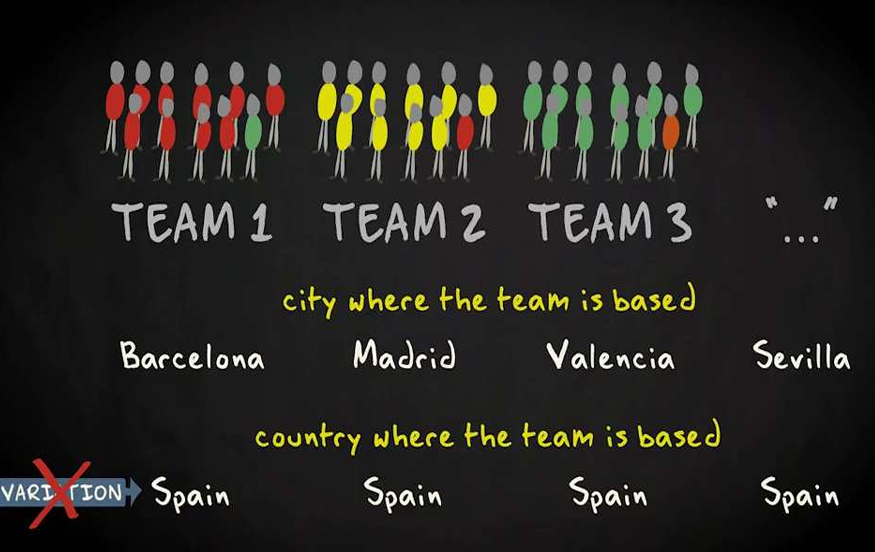 TEAM 1 TEAM 2 TEAM 3 "..."
city where the team is based
Barcelona Madrid Valencia Sevilla
country where the team is based
VARIATION Spain Spain Spain Spain